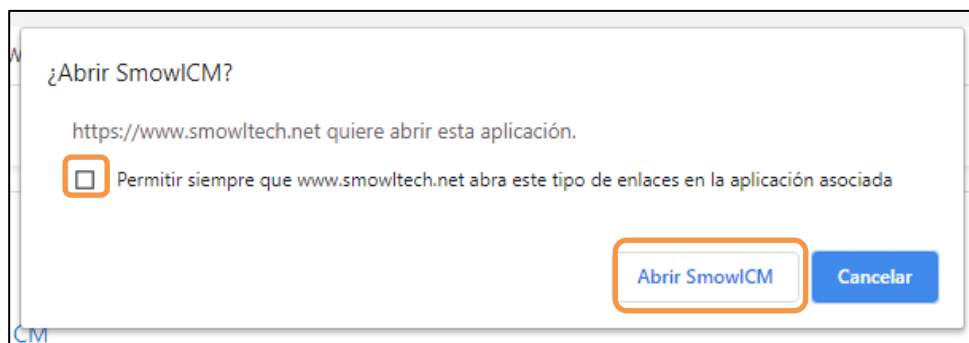 ¿Abrir SmowlCM?
https://www.smowltech.net quiere abrir esta aplicación.
Permitir siempre que www.smowltech.net abra este tipo de enlaces en la aplicación asociada
Abrir SmowlCM
Cancelar
CM